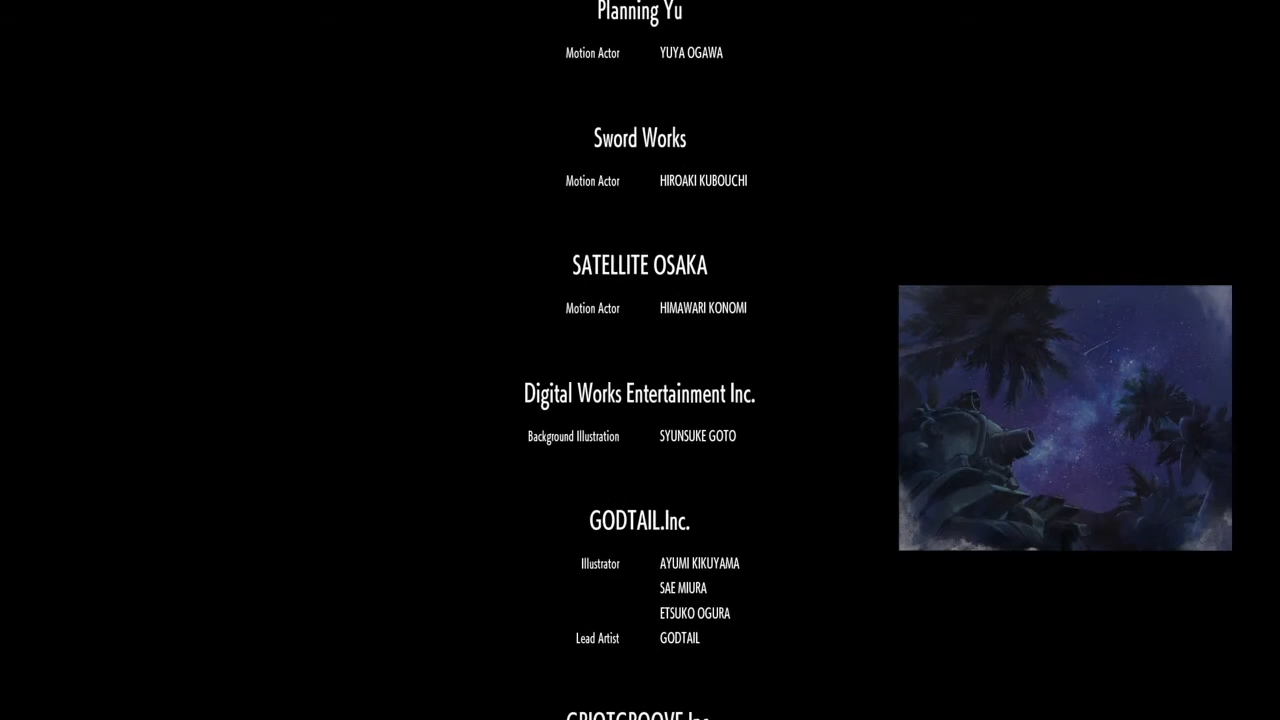 Planning Yu
Motion Actor YUYA OGAWA
Sword Works
Motion Actor HIROAKI KUBOUCHI
SATELLITE OSAKA
Motion Actor HIMAWARI KONOMI
Digital Works Entertainment Inc.
Background Illustration SYUNSUKE GOTO
GODTAIL.Inc.
Illustrator AYUMI KIKUYAMA
SAE MIURA
ETSUKO OGURA
Lead Artist GODTAIL
GRIOTGROOVE Inc.